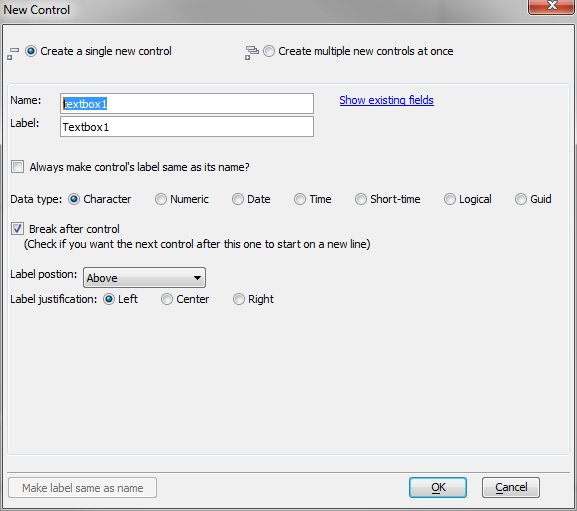 New Control
Create a single new control
Create multiple new controls at once
Name: textbox1 Show existing fields
Label: Textbox1
Always make control's label same as its name?
Data type: Character Numeric Date Time Short-time Logical Guid
Break after control
(Check if you want the next control after this one to start on a new line)
Label postion: Above
Label justification: Left Center Right
Make label same as name OK Cancel